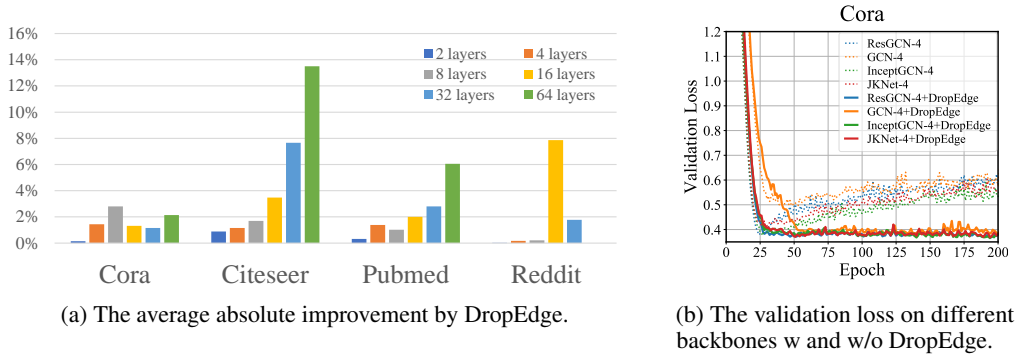 16%
14%
12%
10%
8%
6%
4%
2%
0%
2 layers
4 layers
8 layers
16 layers
32 layers
64 layers
Cora
Citeseer
Pubmed
Reddit
(a) The average absolute improvement by DropEdge.
Cora
Validation Loss
1.2
1.1
1.0
0.9
0.8
0.7
0.6
0.5
0.4
ResGCN-4
GCN-4
InceptGCN-4
JKNet-4
ResGCN-4+DropEdge
GCN-4+DropEdge
InceptGCN-4+DropEdge
JKNet-4+DropEdge
0 25 50 75 100 125 150 175 200
Epoch
(b) The validation loss on different
backbones w and w/o DropEdge.